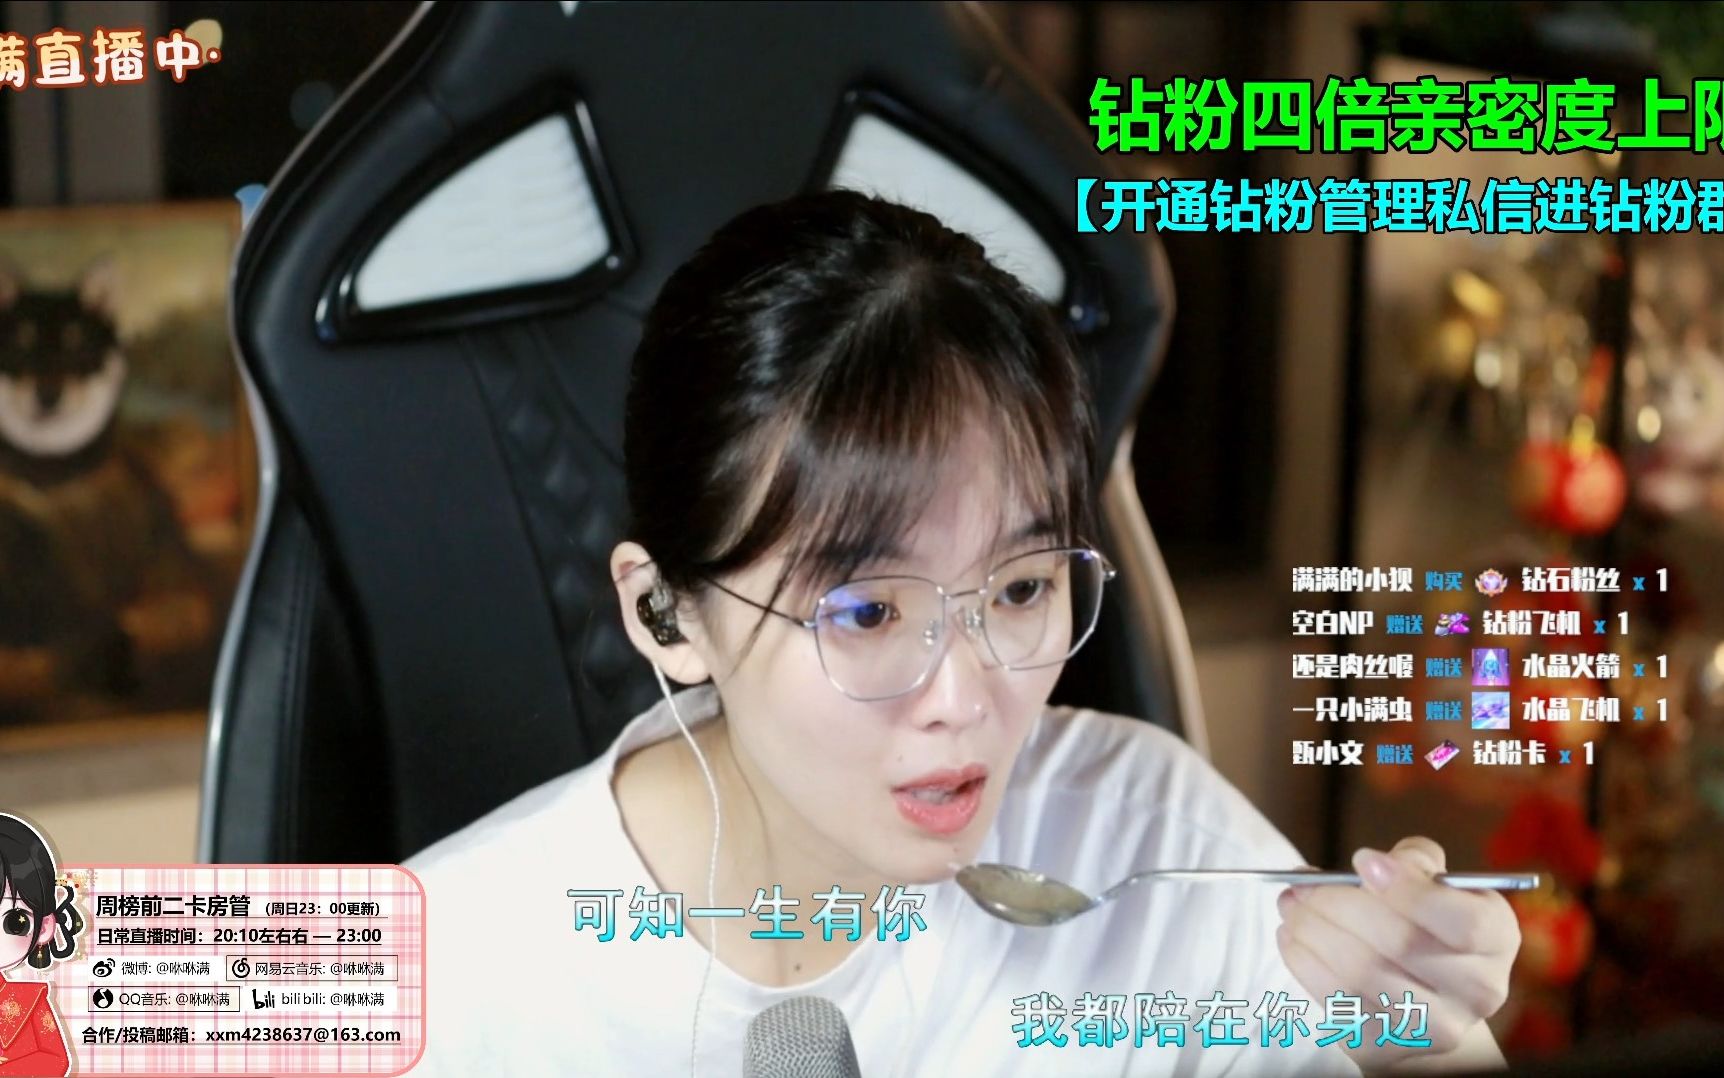 满直播中
钻粉四倍亲密度上限
【开通钻粉管理私信进钻粉群
满满的小狈 购买 钻石粉丝 x 1
空白NP 赠送 钻粉飞机 x 1
还是肉丝喔 赠送 水晶火箭 x 1
一只小满虫 赠送 水晶飞机 x 1
甄小文 赠送 钻粉卡 x 1
可知一生有你
我都陪在你身边
周榜前二卡房管 (周日23：00更新)
日常直播时间：20:10左右右 — 23:00
微博: @咻咻满
网易云音乐: @咻咻满
QQ音乐: @咻咻满
bili bili bili: @咻咻满
合作/投稿邮箱：xxm4238637@163.com